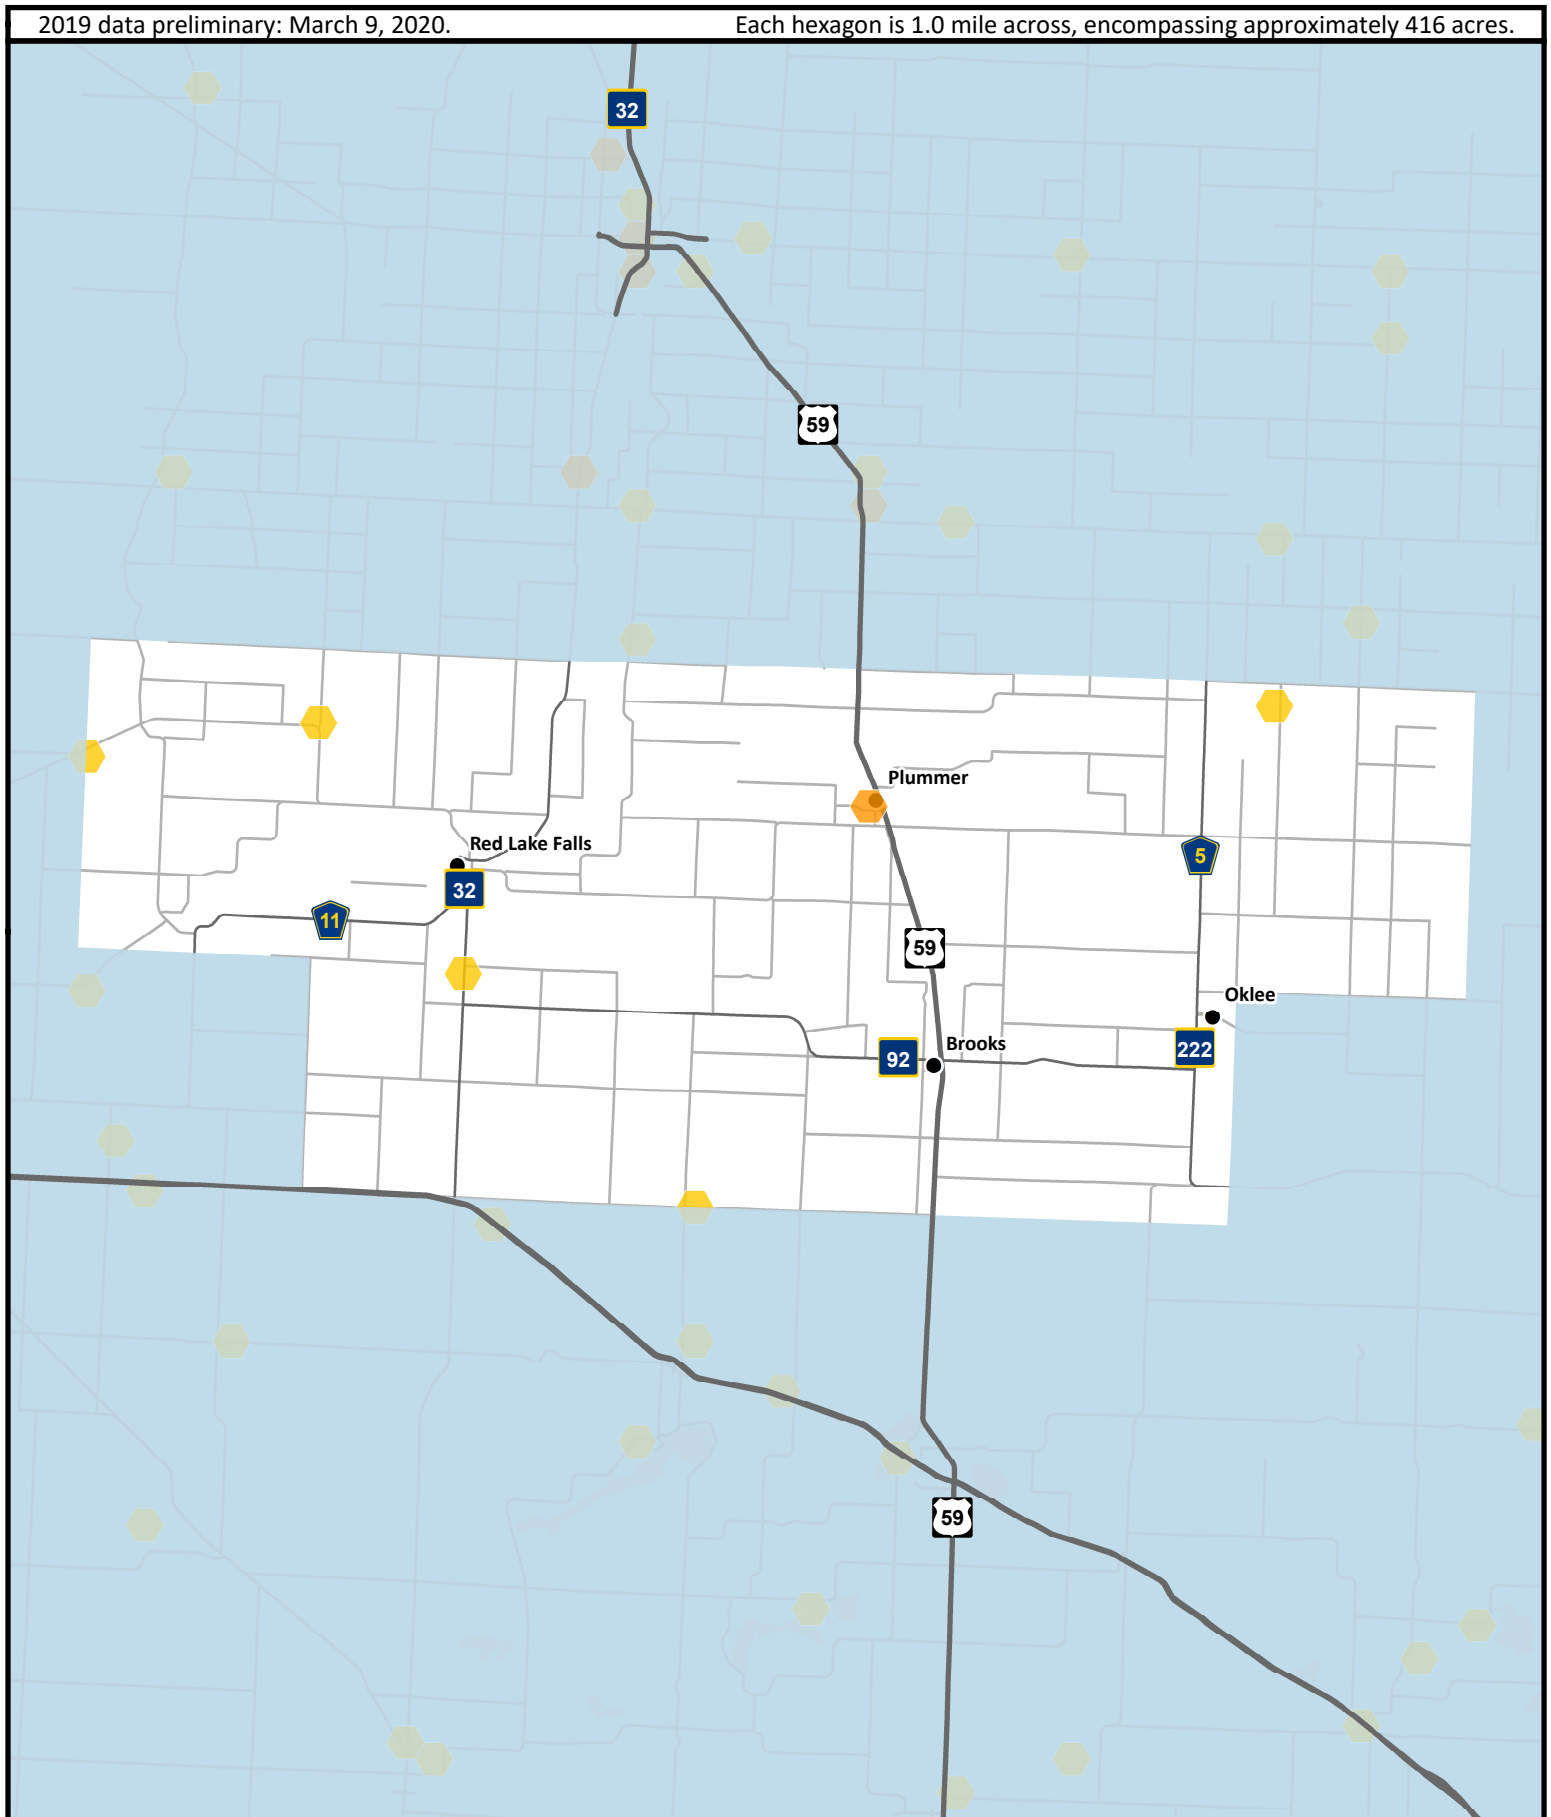 2019 data preliminary: March 9, 2020. Each hexagon is 1.0 mile across, encompassing approximately 416 acres.
32
59
Plummer
Red Lake Falls
5
32
11
59
Oklee
Brooks
222
92
59